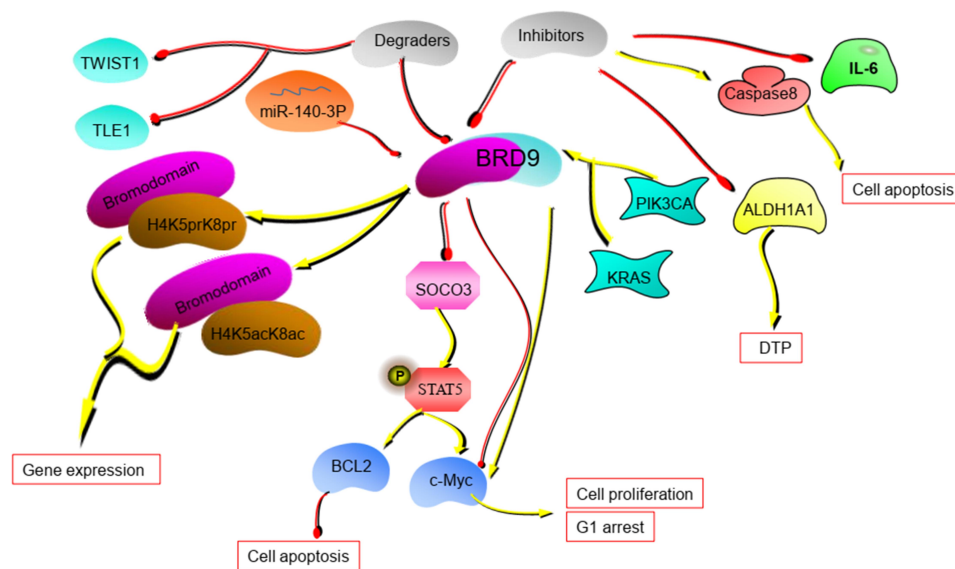 Degraders
Inhibitors
TWIST1
IL-6
Caspase8
miR-140-3P
TLE1
BRD9
Bromodomain
Cell apoptosis
PIK3CA
ALDH1A1
H4K5prK8pr
KRAS
Bromodomain
SOCO3
H4K5acK8ac
DTP
P
STAT5
Gene expression
BCL2
c-Myc
Cell proliferation
G1 arrest
Cell apoptosis